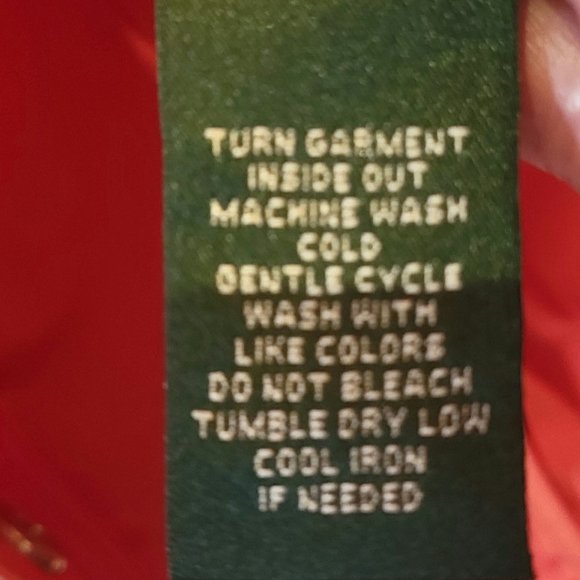 TURN GARMENT
INSIDE OUT
MACHINE WASH
COLD
GENTLE CYCLE
WASH WITH
LIKE COLORS
DO NOT BLEACH
TUMBLE DRY LOW
COOL IRON
IF NEEDED